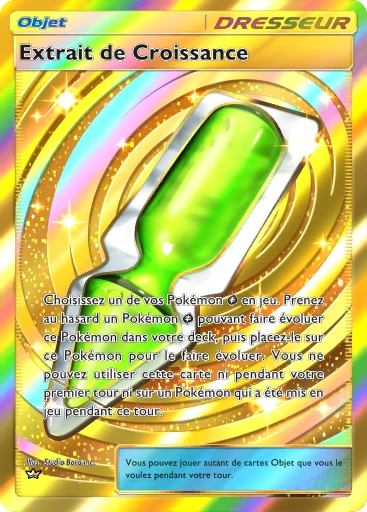 Objet
DRESSEUR
Extrait de Croissance
Choisissez un de vos Pokémon en jeu. Prenez
au hasard un Pokémon pouvant faire évoluer
ce Pokémon dans votre deck, puis placez-le sur
ce Pokémon pour le faire évoluer. Vous ne
pouvez utiliser cette carte ni pendant votre
premier tour ni sur un Pokémon qui a été mis en
jeu pendant ce tour.
Illus. Studio Bora Inc.
Vous pouvez jouer autant de cartes Objet que vous le
voulez pendant votre tour.